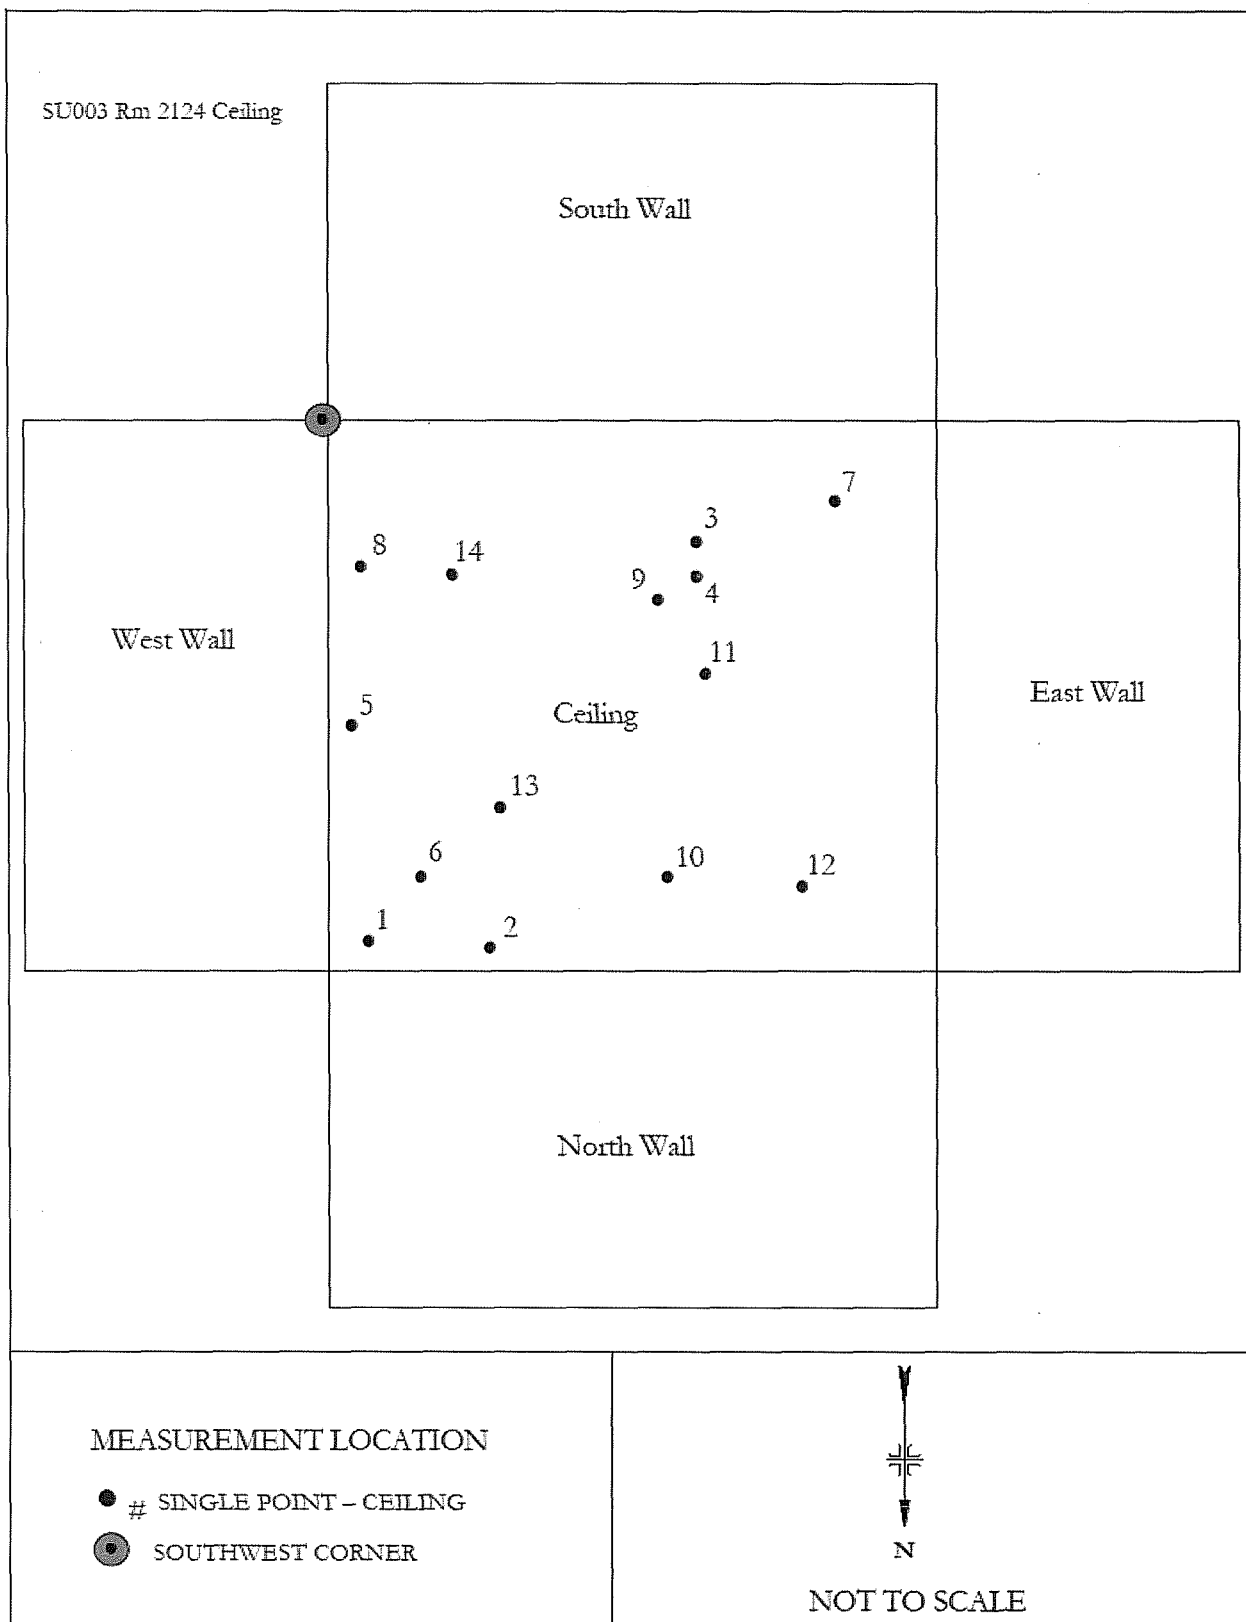 SU003 Rm 2124 Ceiling
South Wall
7
3
8
14
9
4
West Wall
11
East Wall
5
Ceiling
13
6
10
12
1
2
North Wall
MEASUREMENT LOCATION
# SINGLE POINT – CEILING
SOUTHWEST CORNER
N
NOT TO SCALE